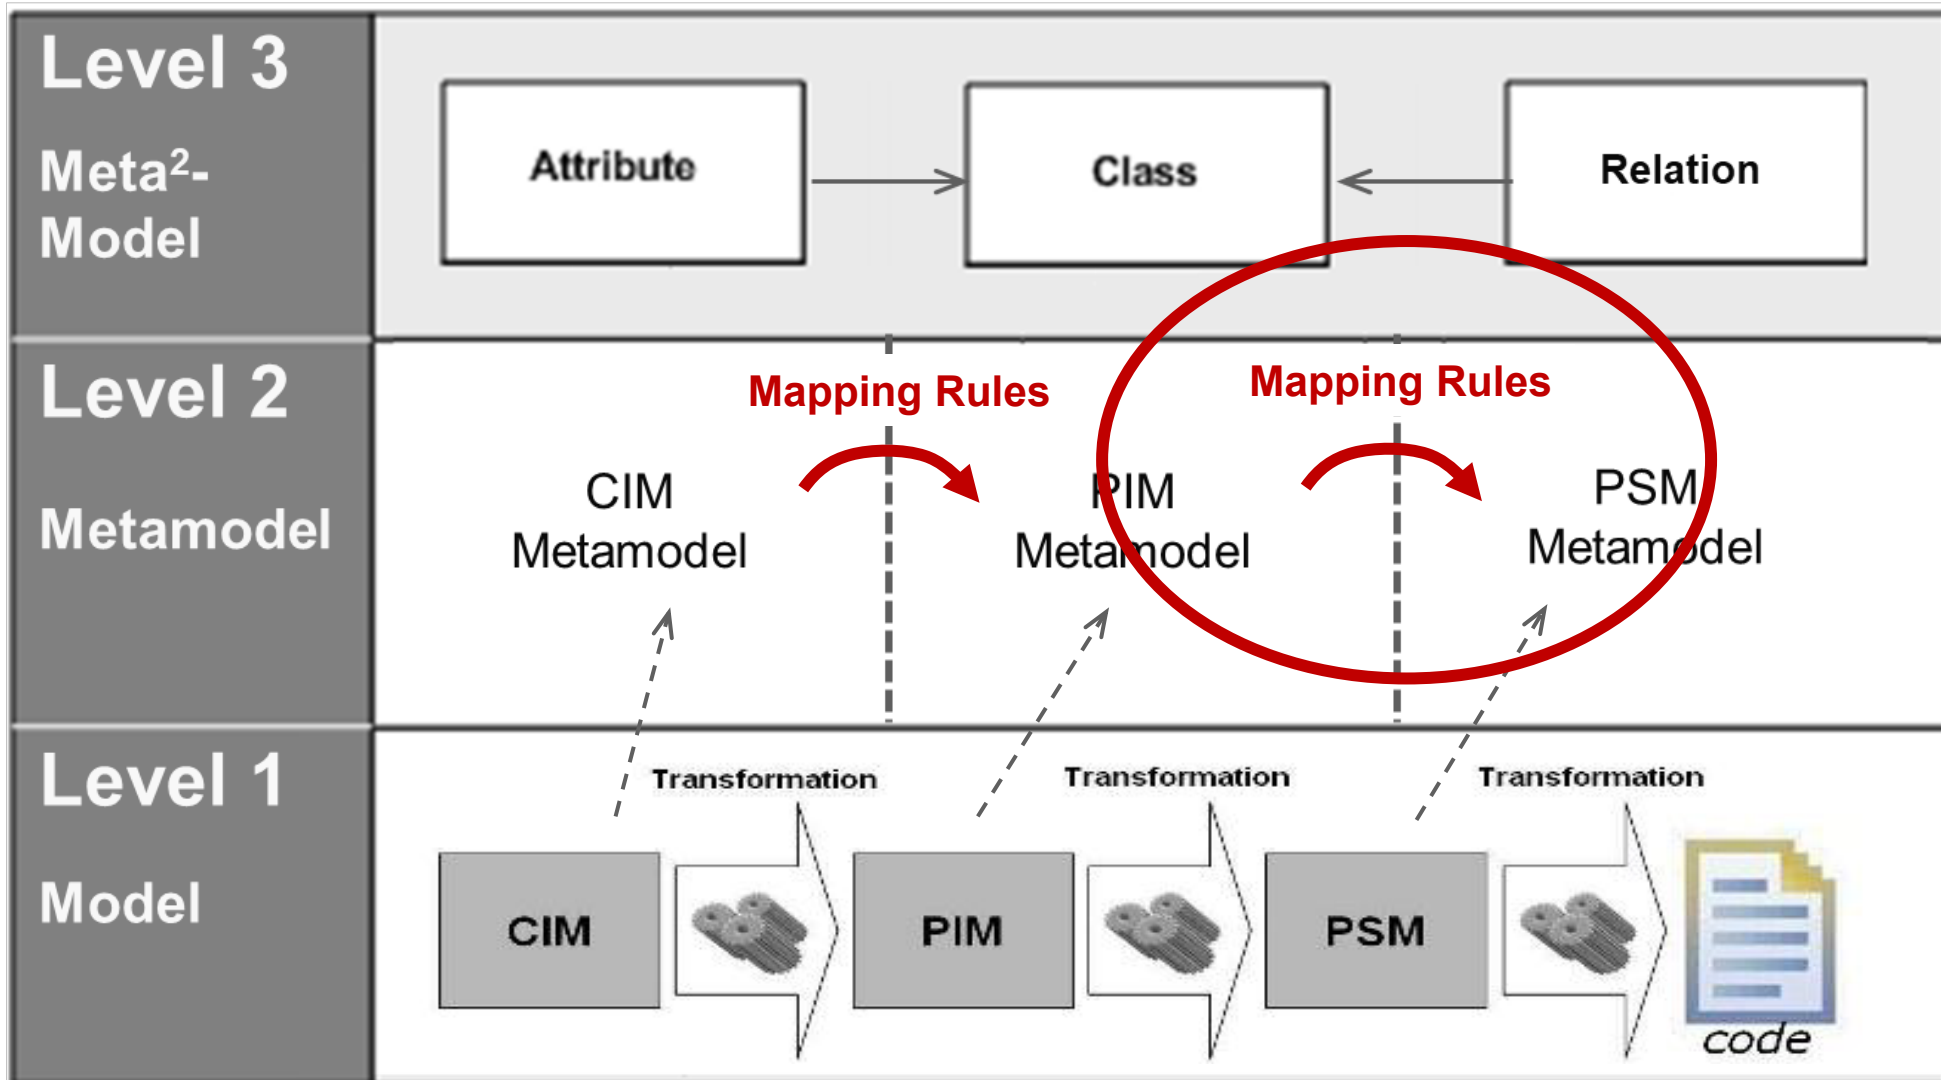 Level 3
Meta²-
Model
Attribute
Class
Relation
Level 2
Metamodel
Mapping Rules
Mapping Rules
CIM
Metamodel
PIM
Metamodel
PSM
Metamodel
Level 1
Model
Transformation
Transformation
Transformation
CIM
PIM
PSM
code